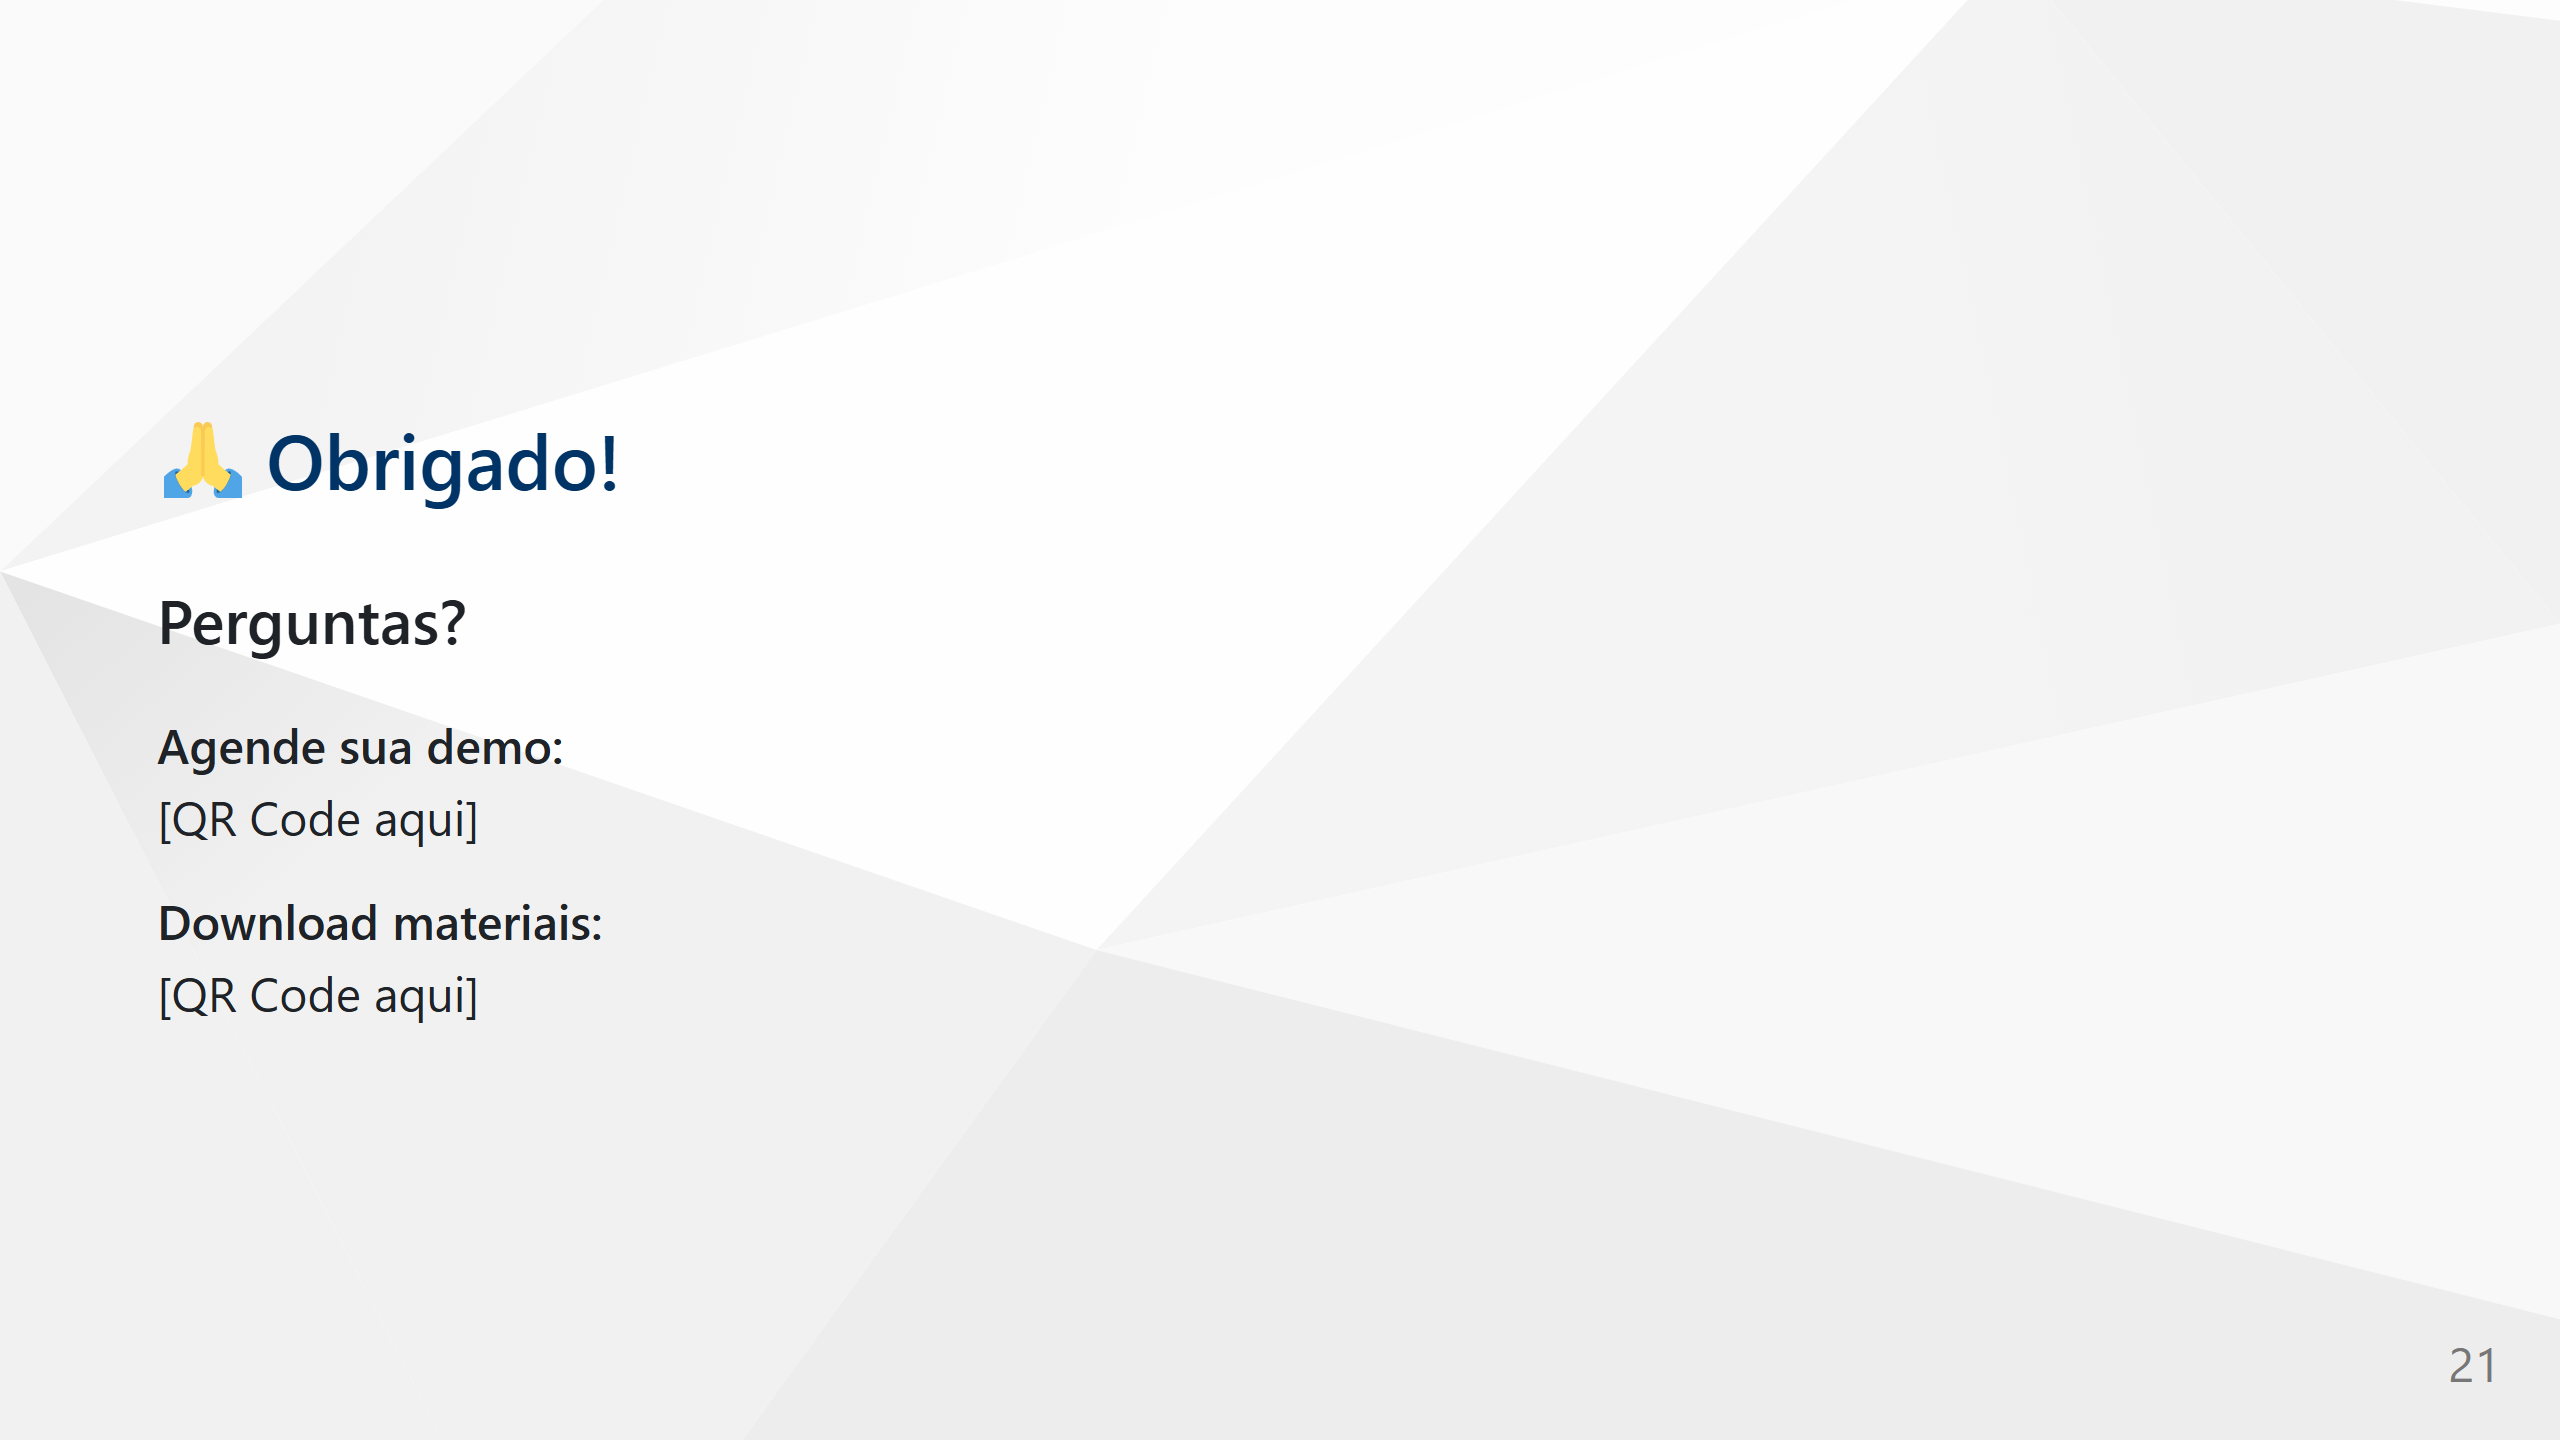 🙏 Obrigado!
Perguntas?
Agende sua demo:
[QR Code aqui]
Download materiais:
[QR Code aqui]
21